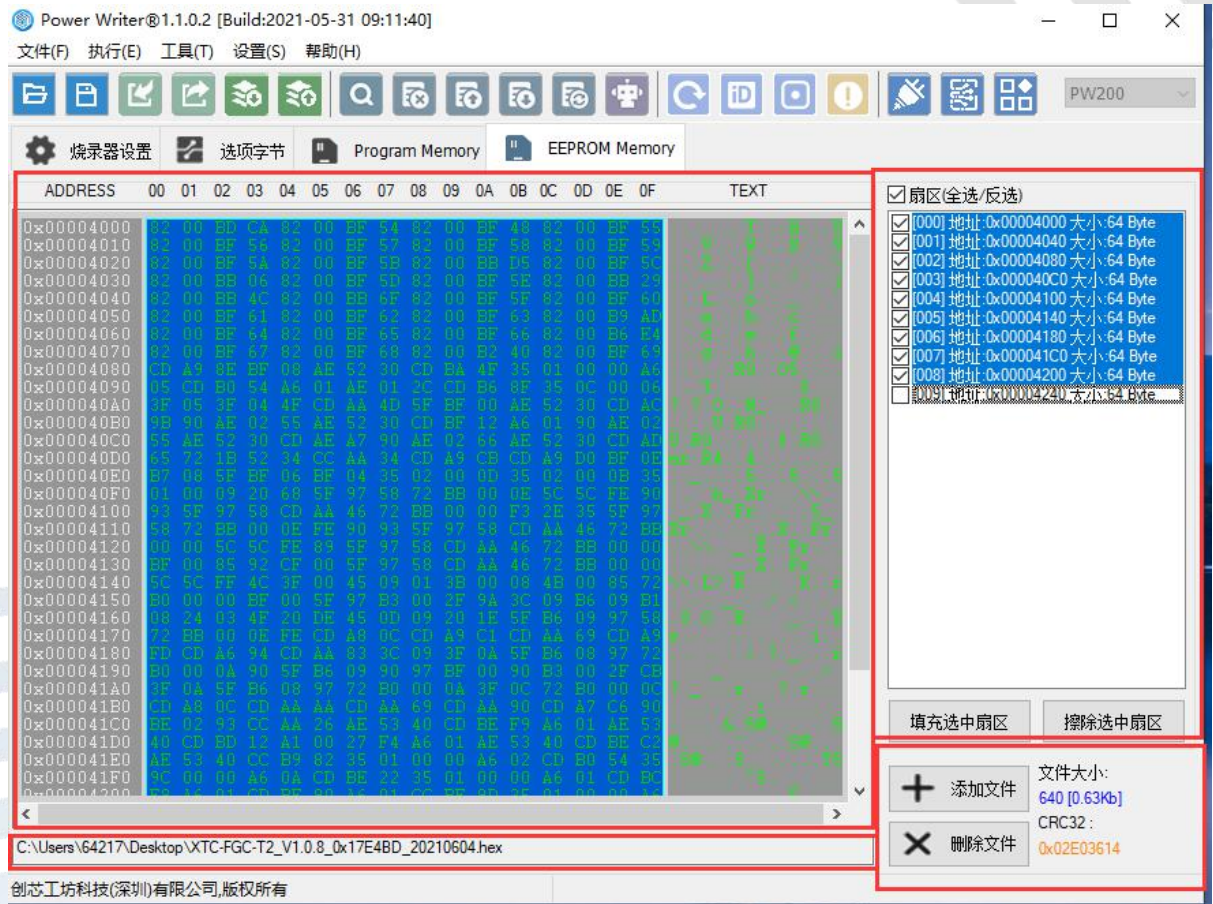 Power Writer®1.1.0.2 [Build:2021-05-31 09:11:40]
文件(F) 执行(E) 工具(T) 设置(S) 帮助(H)
iD PW200
烧录器设置 选项字节 Program Memory EEPROM Memory
ADDRESS 00 01 02 03 04 05 06 07 08 09 0A 0B 0C 0D 0E 0F TEXT
0x00004000 82 00 BD CA 82 00 BF 54 82 00 BF 48 82 00 BF 55
0x00004010 82 00 BF 56 82 00 BF 57 82 00 BF 58 82 00 BF 59
0x00004020 82 00 BF 5A 82 00 BF 5B 82 00 BB D5 82 00 BF 5C
0x00004030 82 00 BB 06 82 00 BF 5D 82 00 BF 5E 82 00 BB 29
0x00004040 82 00 BB 4C 82 00 BB 6F 82 00 BF 5F 82 00 BF 60
0x00004050 82 00 BF 61 82 00 BF 62 82 00 BF 63 82 00 B9 AD
0x00004060 82 00 BF 64 82 00 BF 65 82 00 BF 66 82 00 B6 E4
0x00004070 82 00 BF 67 82 00 BF 68 82 00 B2 40 82 00 BF 69
0x00004080 CD A9 8E BF 08 AE 52 30 CD BA 4F 35 01 00 00 A6
0x00004090 05 CD B0 54 A6 01 AE 01 2C CD B6 8F 35 0C 00 06
0x000040A0 3F 05 3F 04 4F CD AA 4D 5F BF 00 AE 52 30 CD AC
0x000040B0 9B 90 AE 02 55 AE 52 30 CD BF 12 A6 01 90 AE 02
0x000040C0 55 AE 52 30 CD AE A7 90 AE 02 66 AE 52 30 CD AD
0x000040D0 65 72 1B 52 34 CC AA 34 CD A9 CB CD A9 D0 BF 0E
0x000040E0 B7 08 5F BF 06 BF 04 35 02 00 0D 35 02 00 0B 35
0x000040F0 01 00 09 20 68 5F 97 58 72 BB 00 0E 5C 5C FE 90
0x00004100 93 5F 97 58 CD AA 46 72 BB 00 00 F3 2E 35 5F 97
0x00004110 58 72 BB 00 0E FE 90 93 5F 97 58 CD AA 46 72 BB
0x00004120 00 00 5C 5C FE 89 5F 97 58 CD AA 46 72 BB 00 00
0x00004130 BF 00 85 92 CF 00 5F 97 58 CD AA 46 72 BB 00 00
0x00004140 5C 5C FF 4C 3F 00 45 09 01 3B 00 08 4B 00 85 72
0x00004150 B0 00 00 BF 00 5F 97 B3 00 2F 9A 3C 09 B6 09 B1
0x00004160 08 24 03 4F 20 DE 45 0D 09 20 1E 5F B6 09 97 58
0x00004170 72 BB 00 0E FE CD A8 0C CD A9 C1 CD AA 69 CD A9
0x00004180 FD CD A6 94 CD AA 83 3C 09 3F 0A 5F B6 08 97 72
0x00004190 B0 00 0A 90 5F B6 09 90 97 BF 00 90 B3 00 2F CB
0x000041A0 3F 0A 5F B6 08 97 72 B0 00 0A 3F 0C 72 B0 00 0C
0x000041B0 CD A8 0C CD AA AA CD AA 69 CD AA 90 CD A7 C6 90
0x000041C0 BE 02 93 CC AA 26 AE 53 40 CD BE F9 A6 01 AE 53
0x000041D0 40 CD BD 12 A1 00 27 F4 A6 01 AE 53 40 CD BE C2
0x000041E0 AE 53 40 CC B9 82 35 01 00 00 A6 02 CD B0 54 35
0x000041F0 9C 00 00 A6 0A CD BE 22 35 01 00 00 A6 01 CD BC
扇区(全选/反选)
[000] 地址:0x00004000 大小:64 Byte
[001] 地址:0x00004040 大小:64 Byte
[002] 地址:0x00004080 大小:64 Byte
[003] 地址:0x000040C0 大小:64 Byte
[004] 地址:0x00004100 大小:64 Byte
[005] 地址:0x00004140 大小:64 Byte
[006] 地址:0x00004180 大小:64 Byte
[007] 地址:0x000041C0 大小:64 Byte
[008] 地址:0x00004200 大小:64 Byte
[009] 地址:0x00004240 大小:64 Byte
填充选中扇区 擦除选中扇区
添加文件
删除文件
文件大小:
640 [0.63Kb]
CRC32 :
0x02E03614
C:\Users\64217\Desktop\XTC-FGC-T2_V1.0.8_0x17E4BD_20210604.hex
创芯工坊科技(深圳)有限公司,版权所有